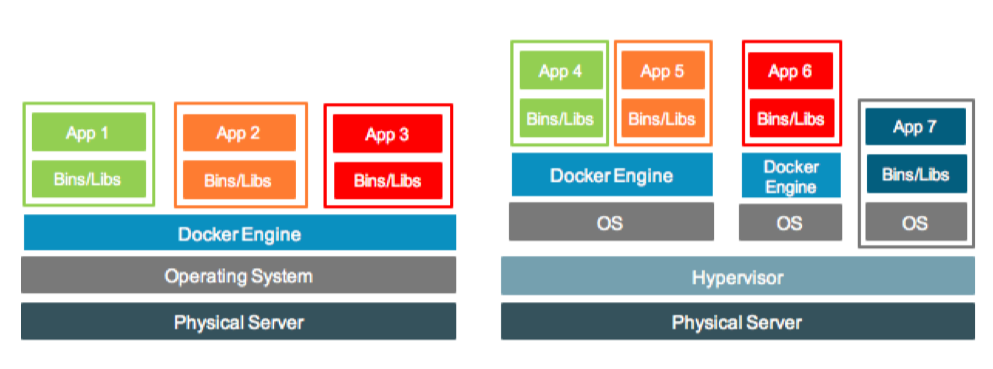 App 1
Bins/Libs
App 2
Bins/Libs
App 3
Bins/Libs
Docker Engine
Operating System
Physical Server
App 4
Bins/Libs
App 5
Bins/Libs
Docker Engine
OS
App 6
Bins/Libs
Docker
Engine
OS
App 7
Bins/Libs
OS
Hypervisor
Physical Server